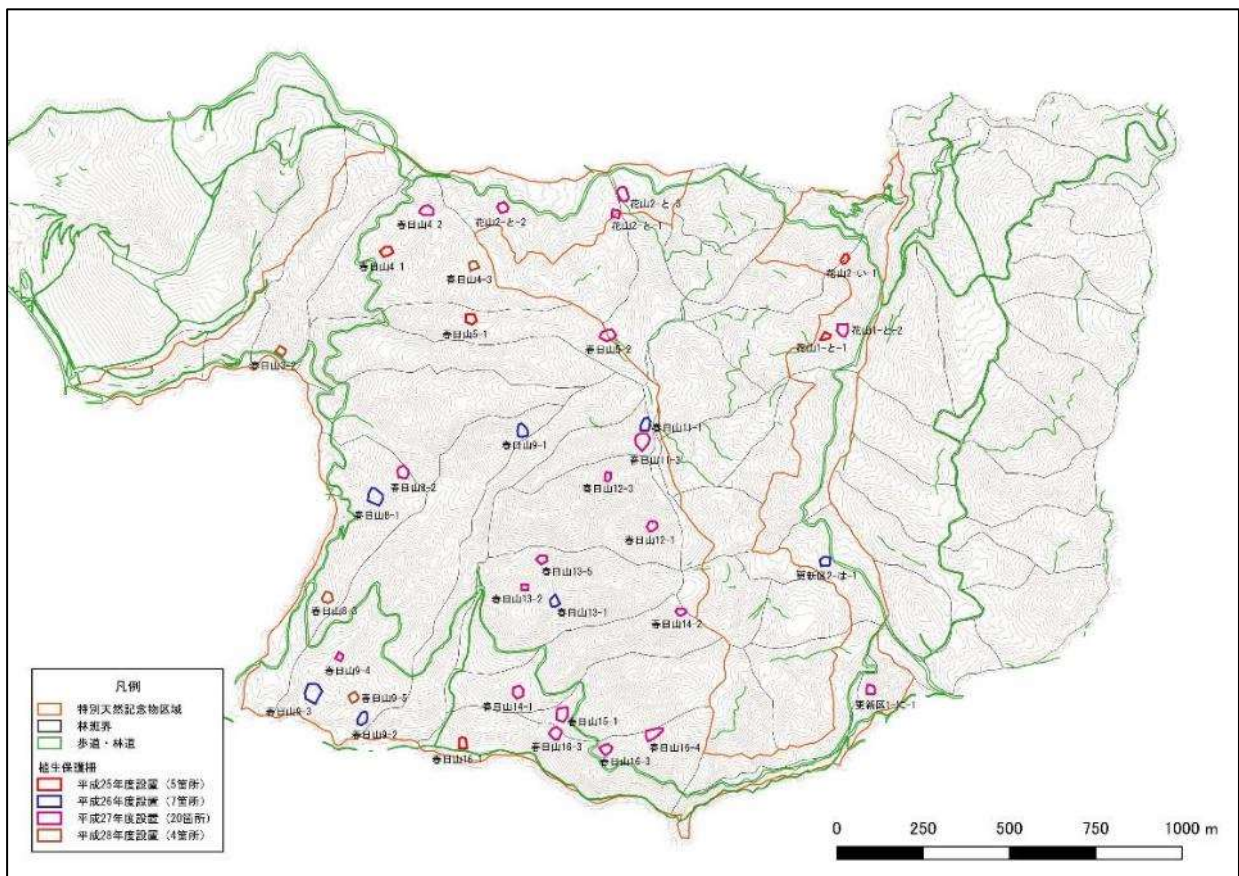 花山2-と-3
春日山4-2
花山2-と-2
花山2-と-1
春日山4-1
春日山4-3
花山2-い-1
春日山5-1
花山1-と-2
春日山5-2
花山1-と-1
春日山3-2
春日山11-1
春日山9-1
春日山11-3
春日山8-2
春日山12-3
春日山8-1
春日山12-1
春日山13-5
更新区2-は-1
春日山13-2
春日山8-3
春日山13-1
春日山14-2
春日山9-4
春日山9-5
春日山14-1
更新区1-に-1
春日山9-3
春日山15-1
春日山9-2
春日山16-3
春日山16-4
春日山16-1
春日山16-3
凡例
特別天然記念物区域
林班界
歩道・林道
植生保護柵
平成25年度設置 (5箇所)
平成26年度設置 (7箇所)
平成27年度設置 (20箇所)
平成28年度設置 (4箇所)
0 250 500 750 1000 m